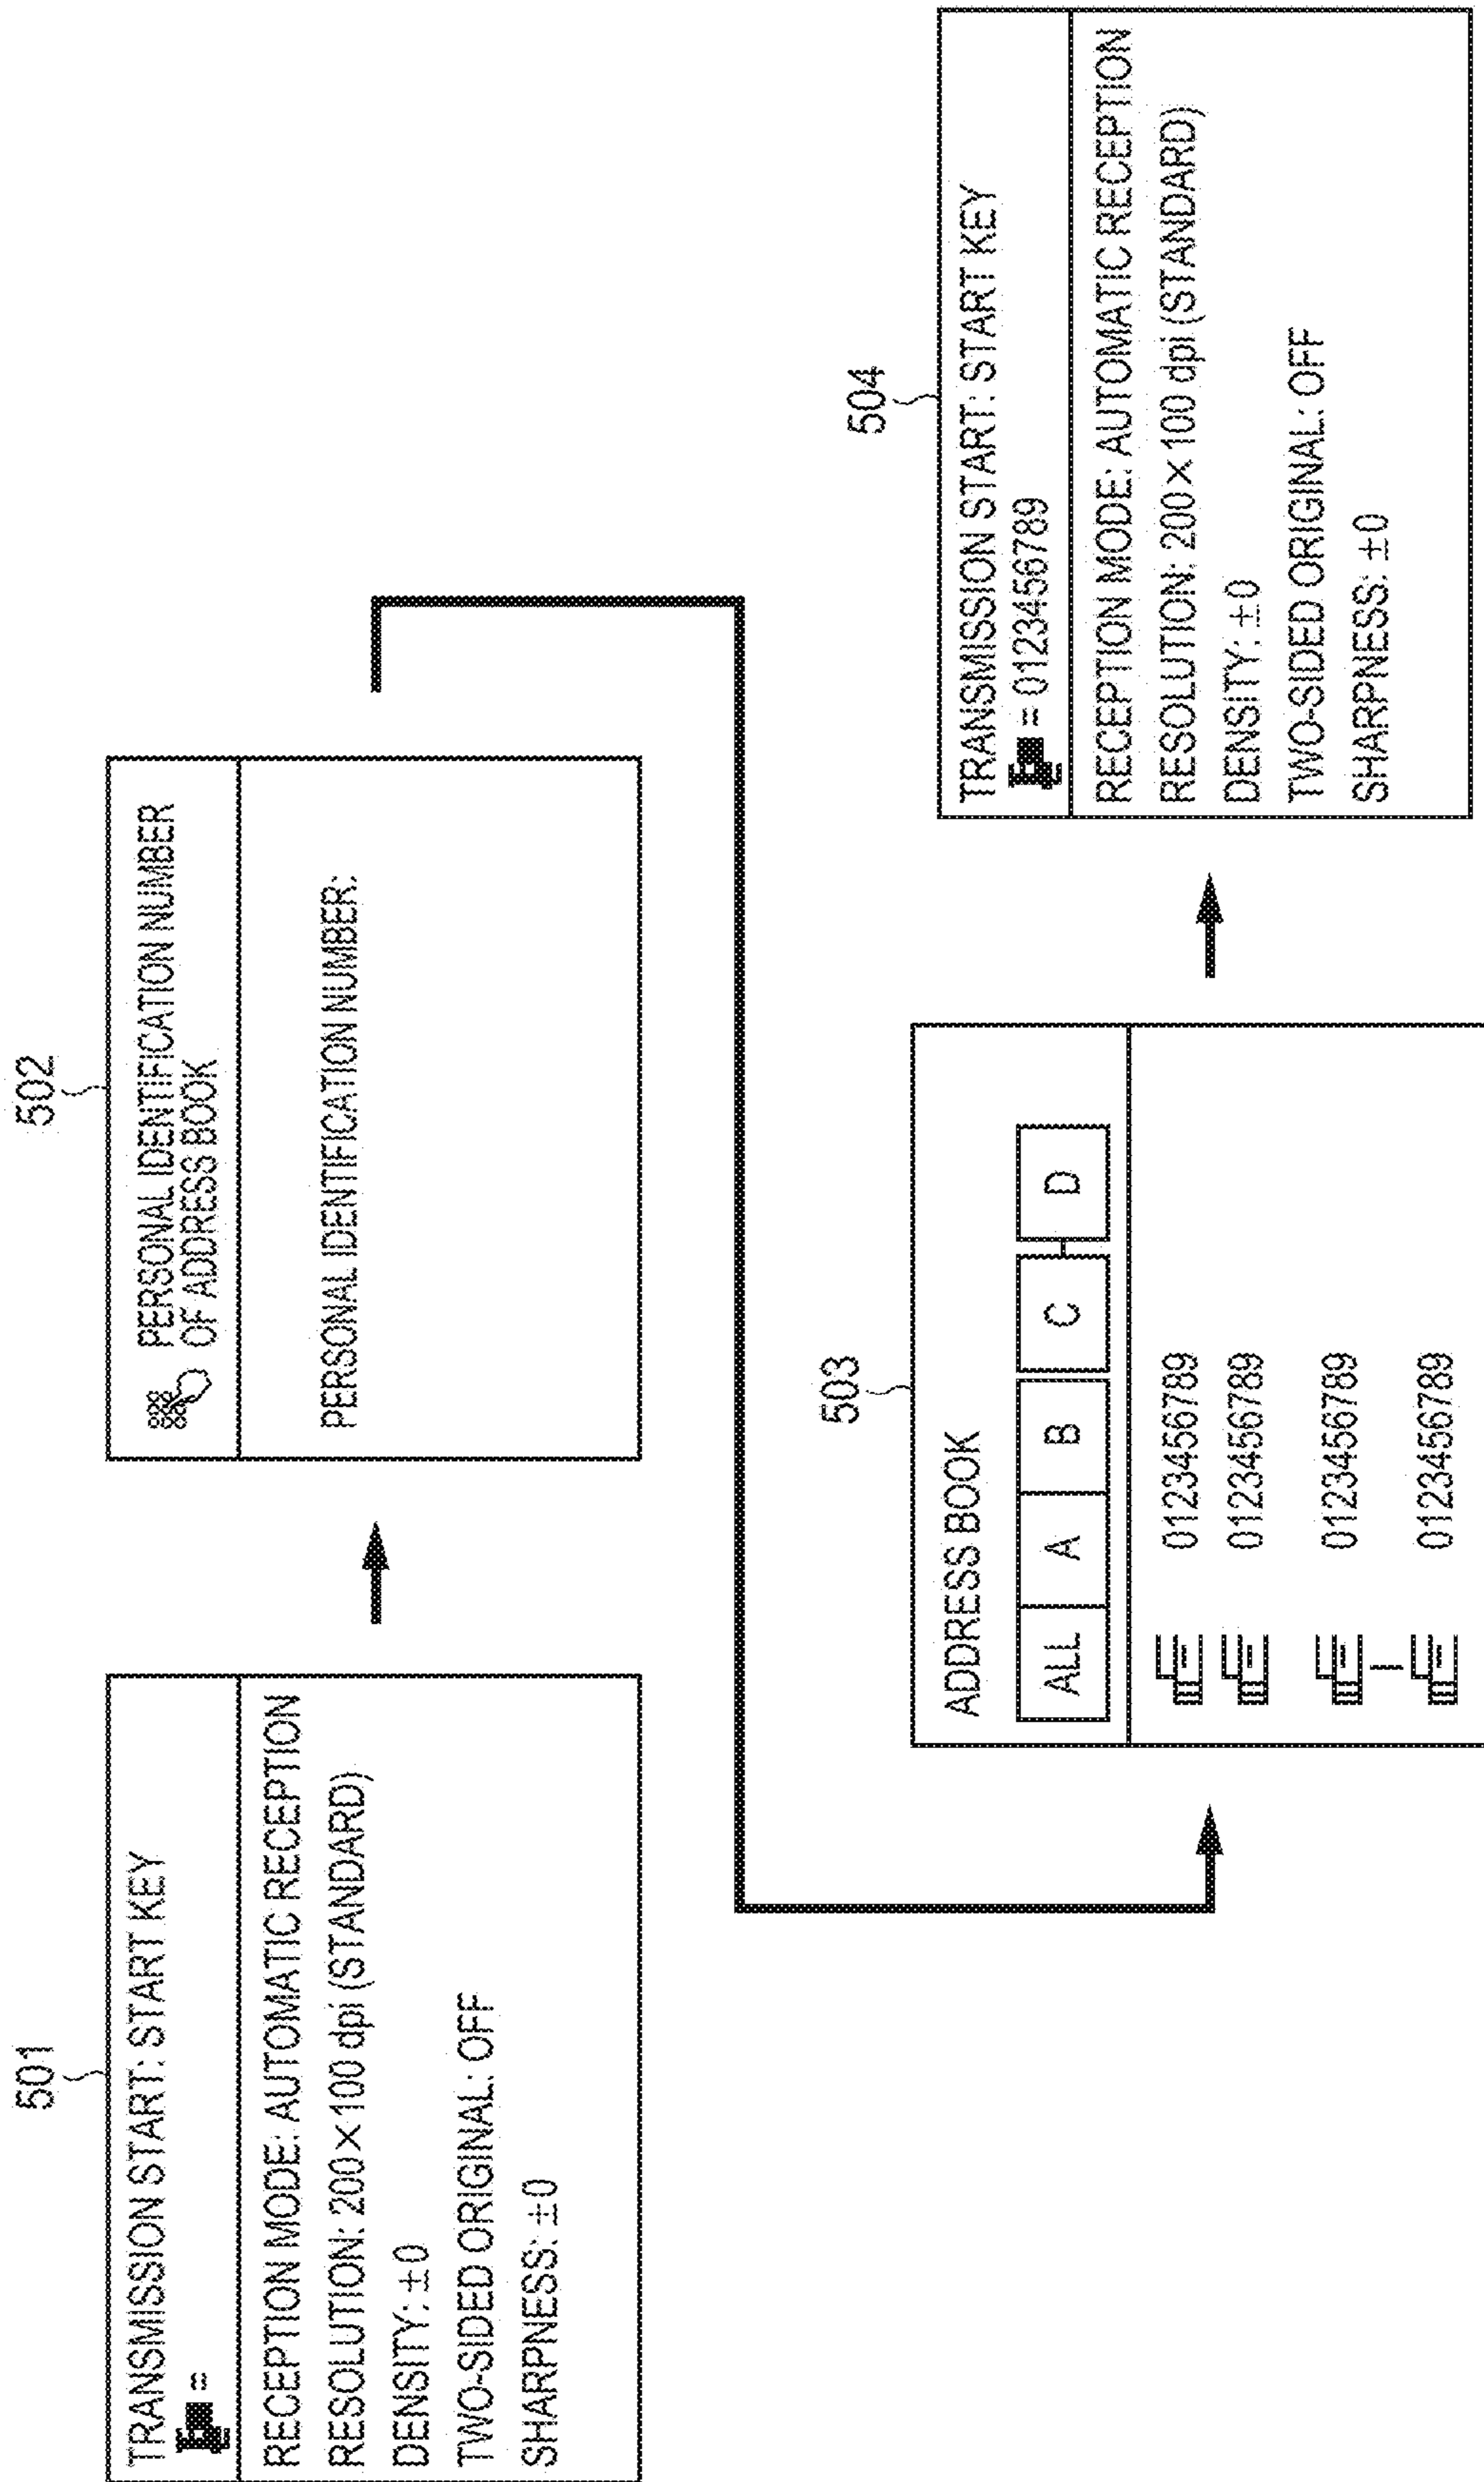 501
TRANSMISSION START: START KEY
=
RECEPTION MODE: AUTOMATIC RECEPTION
RESOLUTION: 200×100 dpi (STANDARD)
DENSITY: ±0
TWO-SIDED ORIGINAL: OFF
SHARPNESS: ±0
502
PERSONAL IDENTIFICATION NUMBER
OF ADDRESS BOOK
PERSONAL IDENTIFICATION NUMBER:
503
ADDRESS BOOK
ALL A B C D
0123456789
0123456789
0123456789
0123456789
504
TRANSMISSION START: START KEY
= 0123456789
RECEPTION MODE: AUTOMATIC RECEPTION
RESOLUTION: 200×100 dpi (STANDARD)
DENSITY: ±0
TWO-SIDED ORIGINAL: OFF
SHARPNESS: ±0